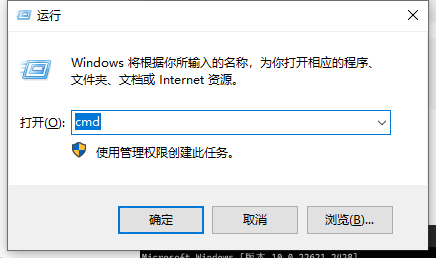 运行
Windows 将根据你所输入的名称，为你打开相应的程序、
文件夹、文档或 Internet 资源。
打开(O): cmd
使用管理权限创建此任务。
确定 取消 浏览(B)...
Microsoft Windows [版本 10.0.22621.2428]